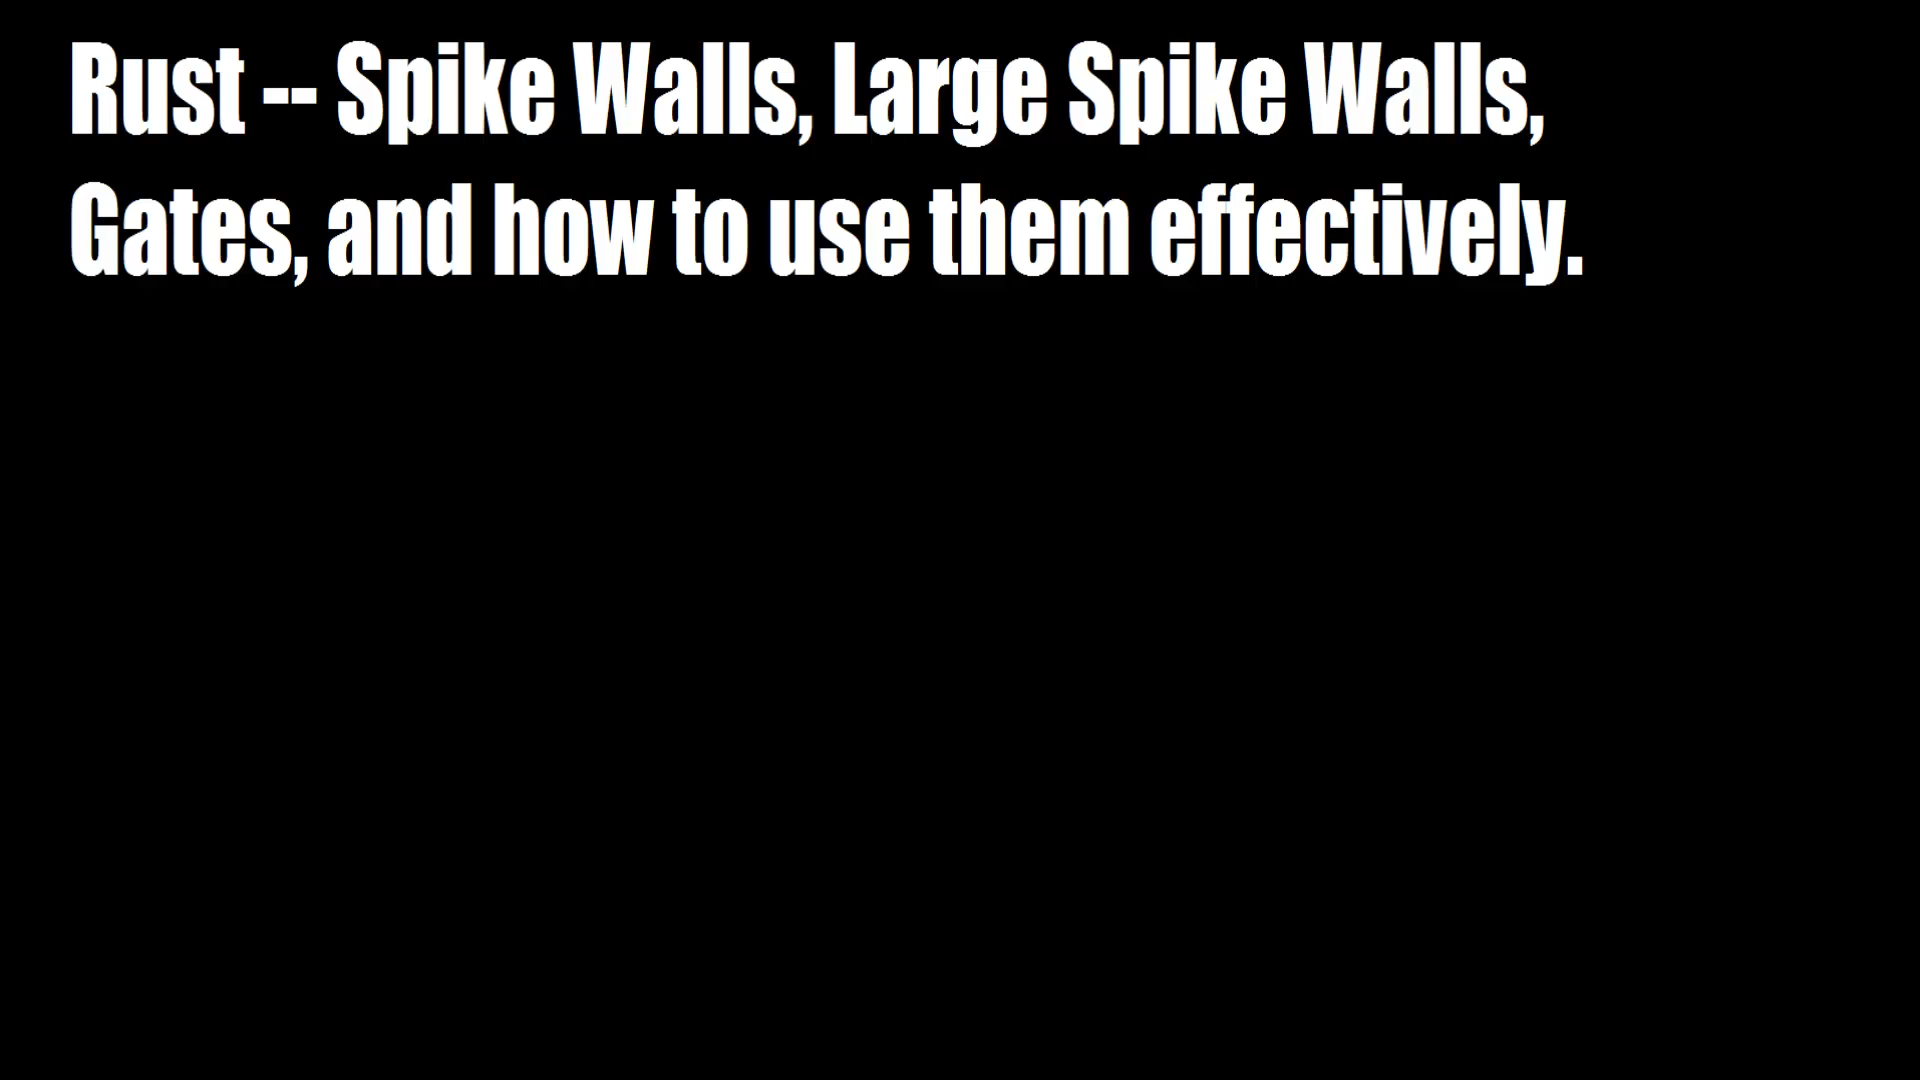 Rust -- Spike Walls, Large Spike Walls,
Gates, and how to use them effectively.